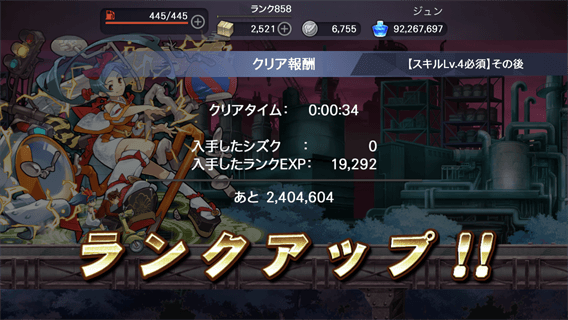 ランク858
445/445
2,521
6,755
ジュン
92,267,697
クリア報酬
【スキルLv.4必須】その後
クリアタイム： 0:00:34
入手したシズク ： 0
入手したランクEXP： 19,292
あと 2,404,604
ランクアップ!!